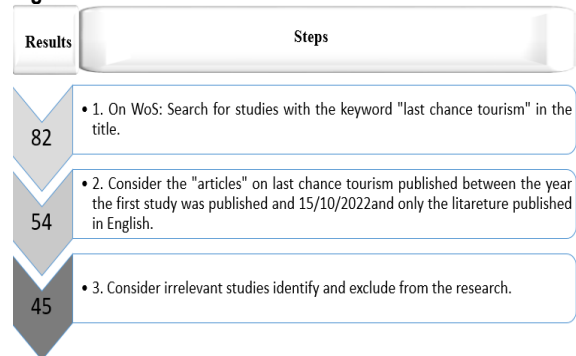 Results
Steps
82
• 1. On WoS: Search for studies with the keyword "last chance tourism" in the
title.
54
• 2. Consider the "articles" on last chance tourism published between the year
the first study was published and 15/10/2022and only the litareture published
in English.
45
• 3. Consider irrelevant studies identify and exclude from the research.